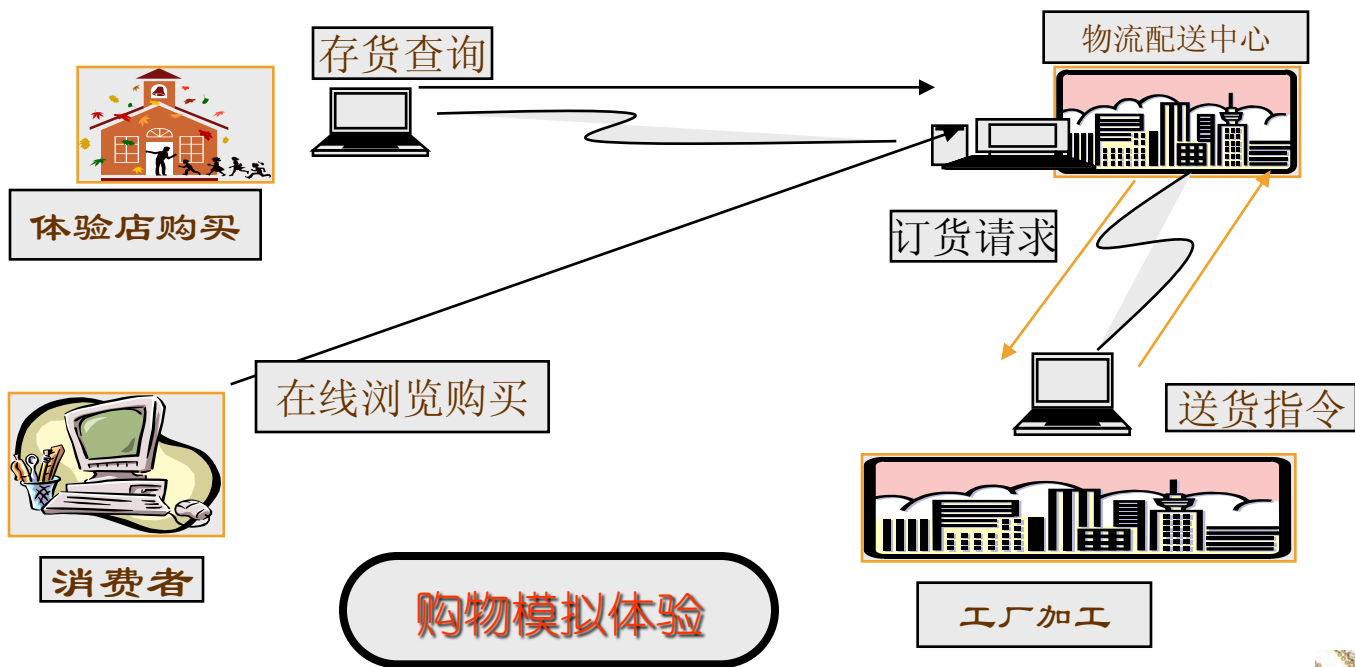 存货查询
物流配送中心
体验店购买
订货请求
在线浏览购买
送货指令
消费者
购物模拟体验
工厂加工